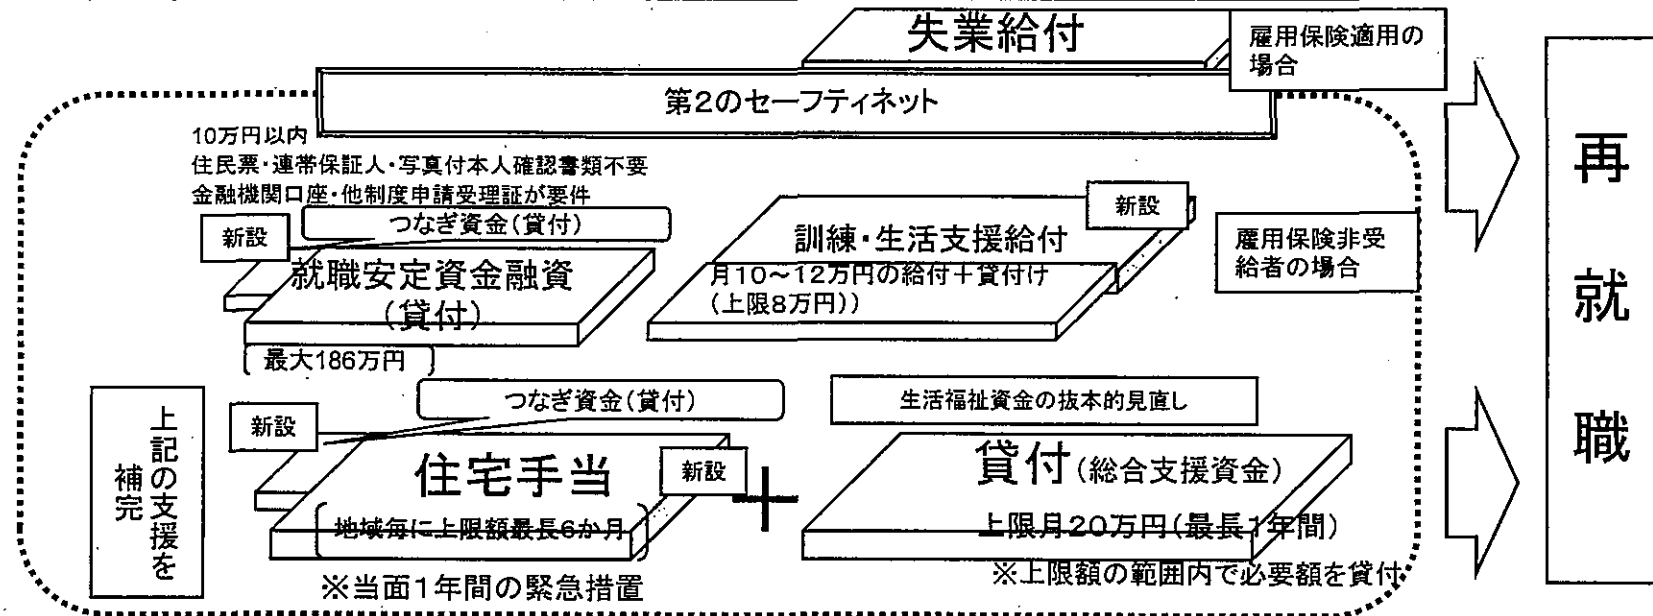 失業給付
雇用保険適用の
場合
第2のセーフティネット
10万円以内
住民票・連帯保証人・写真付本人確認書類不要
金融機関口座・他制度申請受理証が要件
新設
つなぎ資金(貸付)
就職安定資金融資
(貸付)
最大186万円
新設
訓練・生活支援給付
月10～12万円の給付＋貸付け
(上限8万円))
雇用保険非受
給者の場合
上記の支援を
補完
新設
つなぎ資金(貸付)
住宅手当
新設
地域毎に上限額最長6か月
※当面1年間の緊急措置
＋
生活福祉資金の抜本的見直し
貸付(総合支援資金)
上限月20万円(最長1年間)
※上限額の範囲内で必要額を貸付
再就職